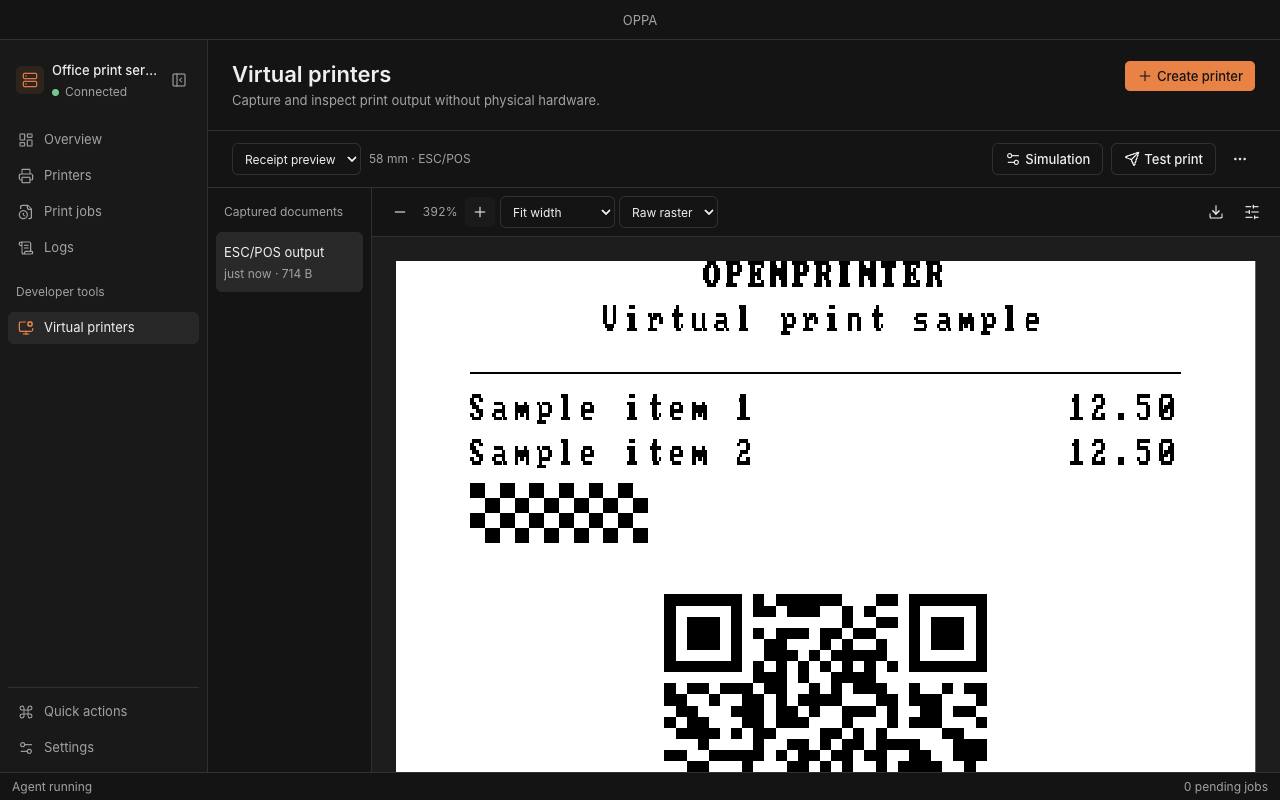 OPPA
Office print ser...
Connected
Overview
Printers
Print jobs
Logs
Developer tools
Virtual printers
Quick actions
Settings
Virtual printers
Capture and inspect print output without physical hardware.
Create printer
Receipt preview
58 mm · ESC/POS
Simulation
Test print
Captured documents
ESC/POS output
just now · 714 B
392%
Fit width
Raw raster
OPENPRINTER
Virtual print sample
Sample item 1 12.50
Sample item 2 12.50
Agent running
0 pending jobs